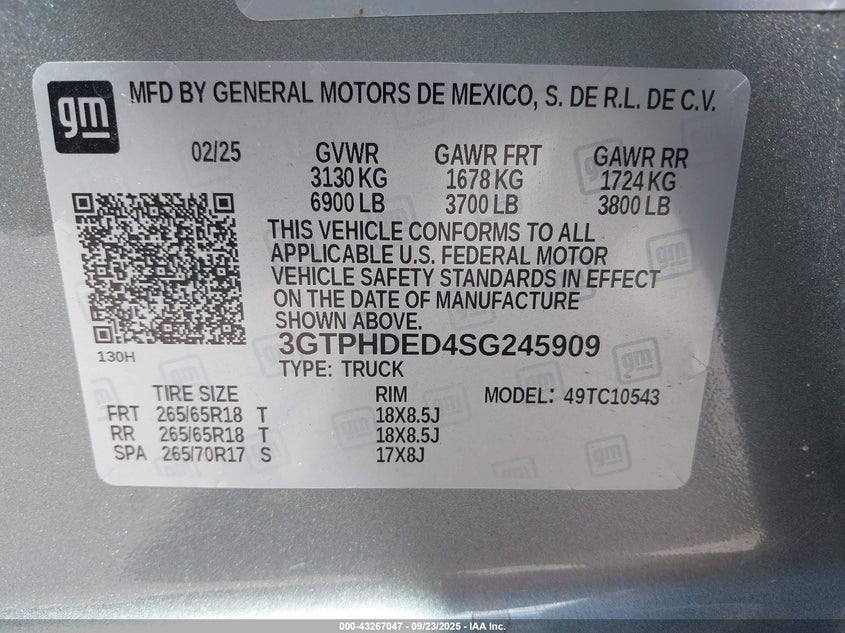 gm
MFD BY GENERAL MOTORS DE MEXICO, S. DE R.L. DE C.V.
02/25 GVWR GAWR FRT GAWR RR
3130 KG 1678 KG 1724 KG
6900 LB 3700 LB 3800 LB
THIS VEHICLE CONFORMS TO ALL
APPLICABLE U.S. FEDERAL MOTOR
VEHICLE SAFETY STANDARDS IN EFFECT
ON THE DATE OF MANUFACTURE
SHOWN ABOVE.
3GTPHDED4SG245909
130H
TYPE: TRUCK
TIRE SIZE RIM MODEL: 49TC10543
FRT 265/65R18 T 18X8.5J
RR 265/65R18 T 18X8.5J
SPA 265/70R17 S 17X8J
000-43267047 - 09/23/2025 - IAA Inc.